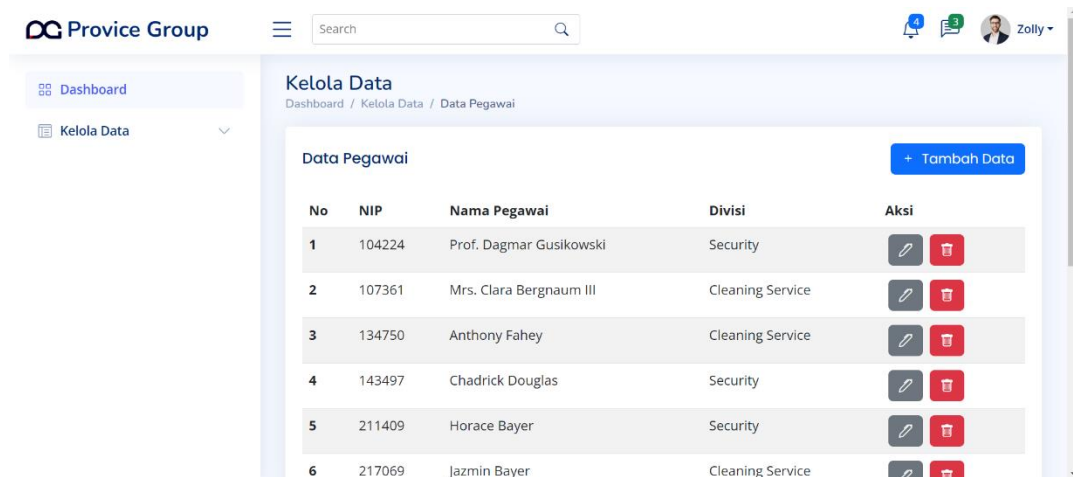 Provice Group
Search
4
3
Zolly
Dashboard
Kelola Data
Kelola Data
Dashboard / Kelola Data / Data Pegawai
Data Pegawai
+ Tambah Data
No NIP Nama Pegawai Divisi Aksi
1 104224 Prof. Dagmar Gusikowski Security
2 107361 Mrs. Clara Bergnaum III Cleaning Service
3 134750 Anthony Fahey Cleaning Service
4 143497 Chadrick Douglas Security
5 211409 Horace Bayer Security
6 217069 Jazmin Bayer Cleaning Service